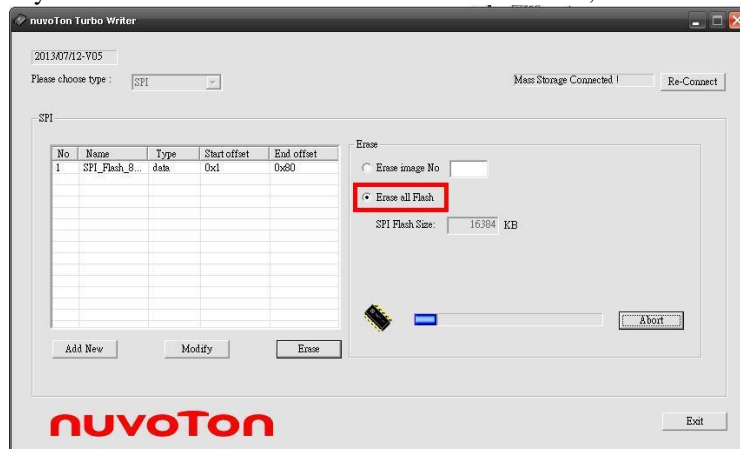 nuvoTon Turbo Writer
2013/07/12-V05
Please choose type : SPI Mass Storage Connected ! Re-Connect
SPI
No Name Type Start offset End offset
1 SPI_Flash_8... data 0x1 0x80
Erase
Erase image No
Erase all Flash
SPI Flash Size: 16384 KB
Abort
Add New Modify Erase
nuvoTon
Exit